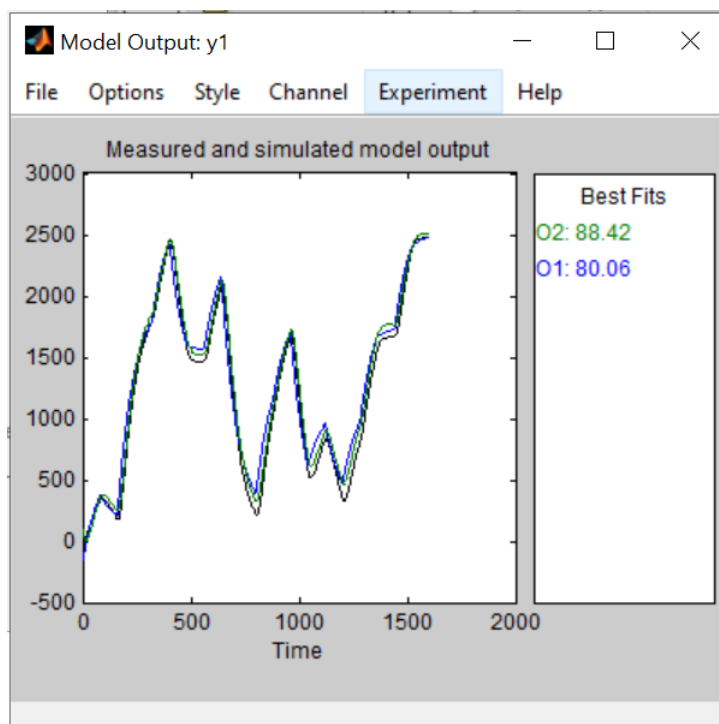 Model Output: y1
File Options Style Channel Experiment Help
Measured and simulated model output
3000
2500
2000
1500
1000
500
0
-500
0 500 1000 1500 2000
Time
Best Fits
O2: 88.42
O1: 80.06